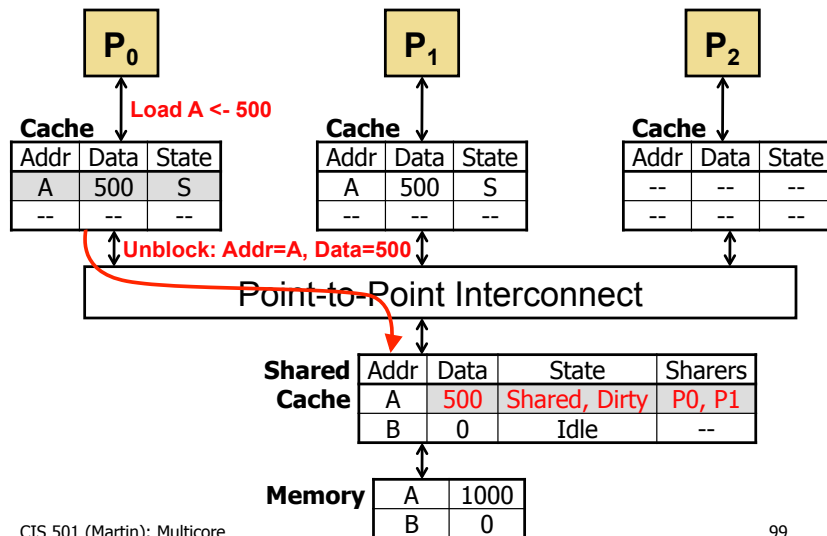 P0 P1 P2
Load A <- 500
Cache Cache Cache
Addr Data State Addr Data State Addr Data State
A 500 S A 500 S -- -- --
-- -- -- -- -- -- -- -- --
Unblock: Addr=A, Data=500
Point-to-Point Interconnect
Shared Addr Data State Sharers
Cache A 500 Shared, Dirty P0, P1
B 0 Idle --
Memory A 1000
B 0
CIS 501 (Martin): Multicore 99